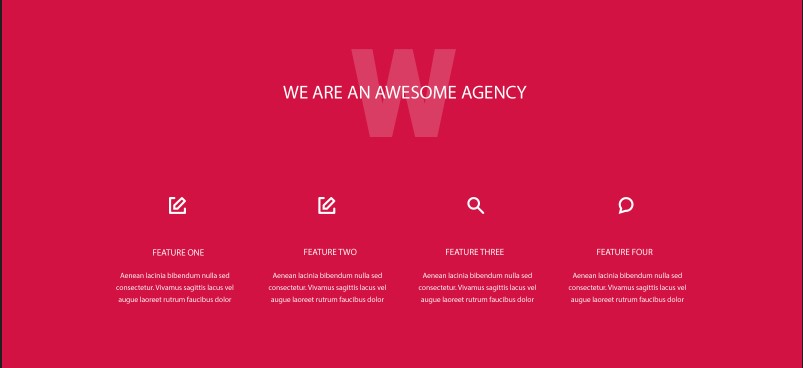 W
WE ARE AN AWESOME AGENCY
FEATURE ONE
Aenean lacinia bibendum nulla sed
consectetur. Vivamus sagittis lacus vel
augue laoreet rutrum faucibus dolor
FEATURE TWO
Aenean lacinia bibendum nulla sed
consectetur. Vivamus sagittis lacus vel
augue laoreet rutrum faucibus dolor
FEATURE THREE
Aenean lacinia bibendum nulla sed
consectetur. Vivamus sagittis lacus vel
augue laoreet rutrum faucibus dolor
FEATURE FOUR
Aenean lacinia bibendum nulla sed
consectetur. Vivamus sagittis lacus vel
augue laoreet rutrum faucibus dolor